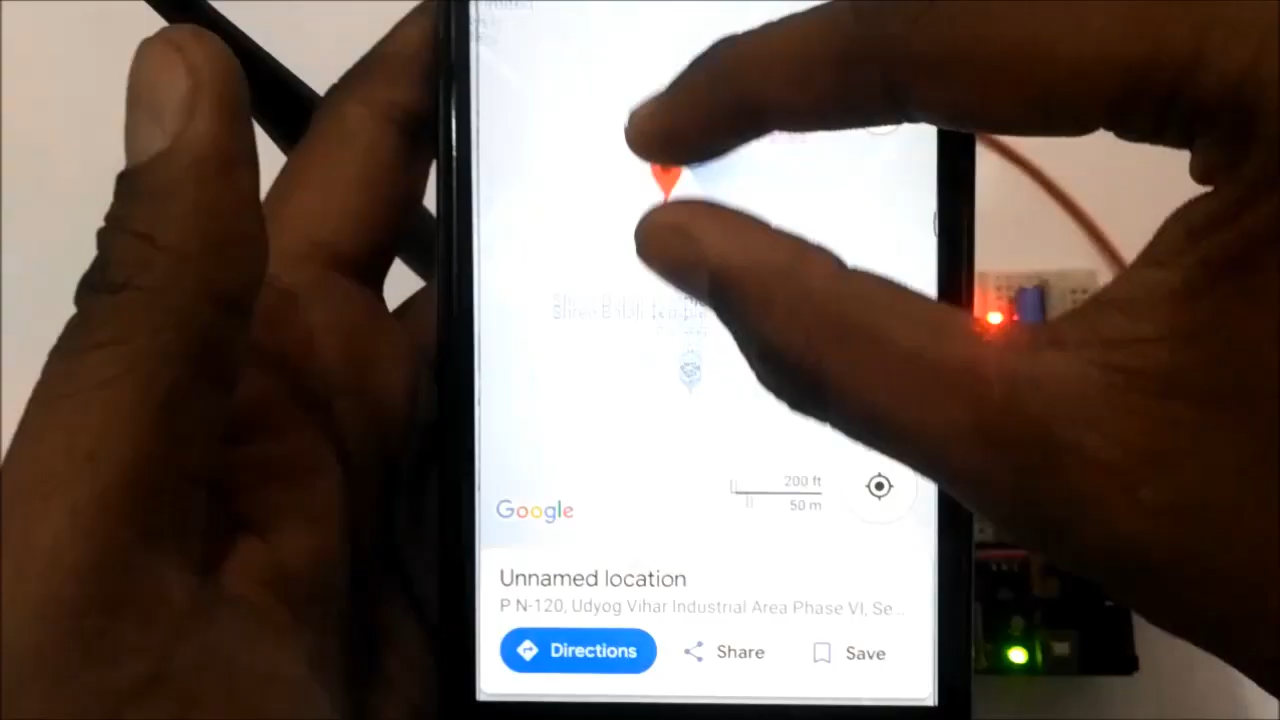 200 ft
50 m
Google
Unnamed location
P N-120, Udyog Vihar Industrial Area Phase VI, Se...
Directions
Share
Save